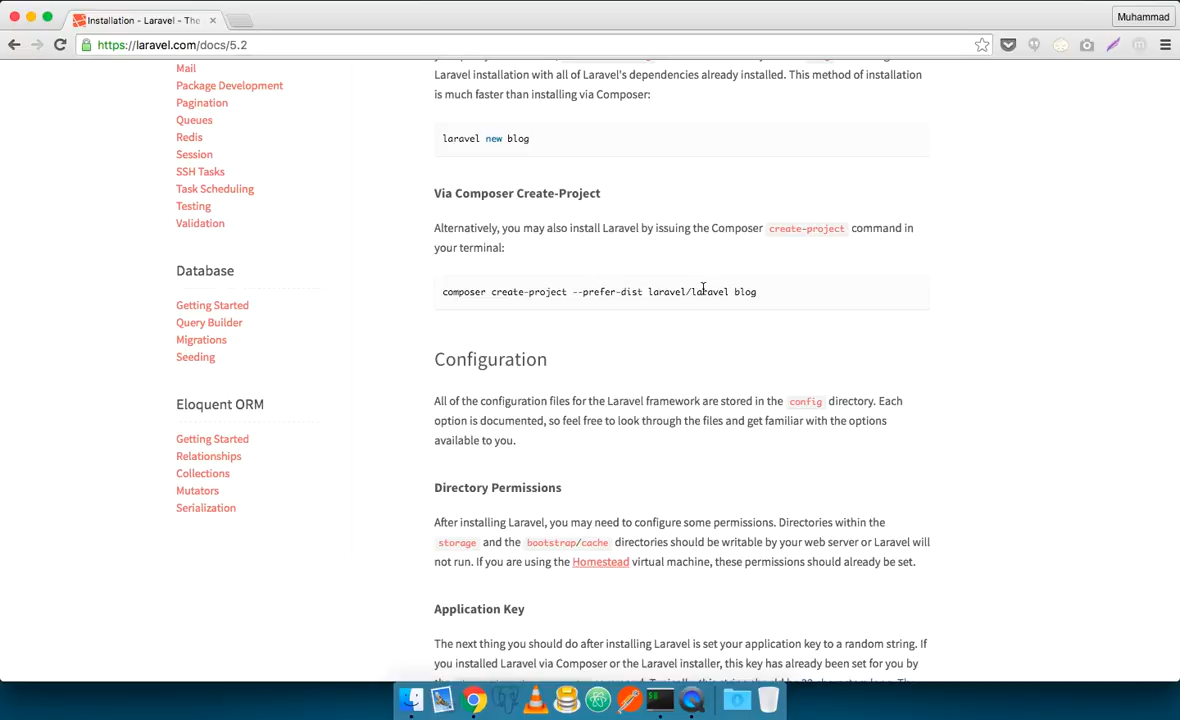 Installation - Laravel - The
Muhammad
https://laravel.com/docs/5.2
Mail
Package Development
Pagination
Queues
Redis
Session
SSH Tasks
Task Scheduling
Testing
Validation
Database
Getting Started
Query Builder
Migrations
Seeding
Eloquent ORM
Getting Started
Relationships
Collections
Mutators
Serialization
Laravel installation with all of Laravel's dependencies already installed. This method of installation
is much faster than installing via Composer:
laravel new blog
Via Composer Create-Project
Alternatively, you may also install Laravel by issuing the Composer create-project command in
your terminal:
composer create-project --prefer-dist laravel/laravel blog
Configuration
All of the configuration files for the Laravel framework are stored in the config directory. Each
option is documented, so feel free to look through the files and get familiar with the options
available to you.
Directory Permissions
After installing Laravel, you may need to configure some permissions. Directories within the
storage and the bootstrap/cache directories should be writable by your web server or Laravel will
not run. If you are using the Homestead virtual machine, these permissions should already be set.
Application Key
The next thing you should do after installing Laravel is set your application key to a random string. If
you installed Laravel via Composer or the Laravel installer, this key has already been set for you by